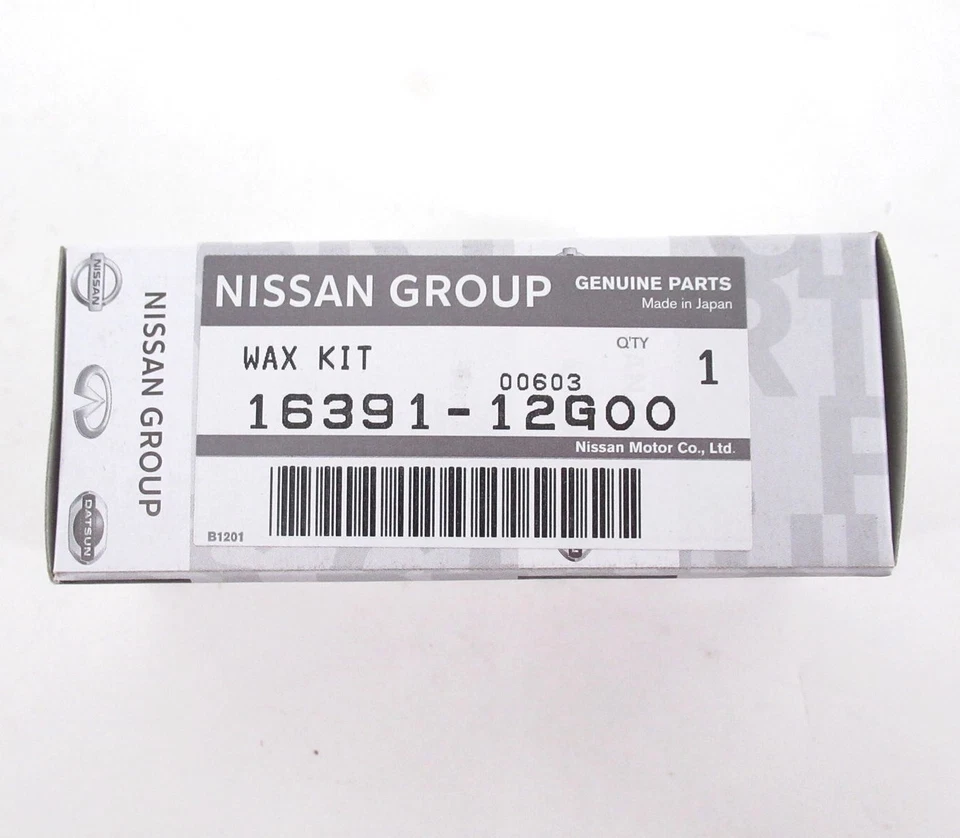 NISSAN
NISSAN GROUP
DATSUN
NISSAN GROUP
GENUINE PARTS
Made in Japan
WAX KIT
Q'TY
1
00603
16391-12G00
Nissan Motor Co., Ltd.
B1201